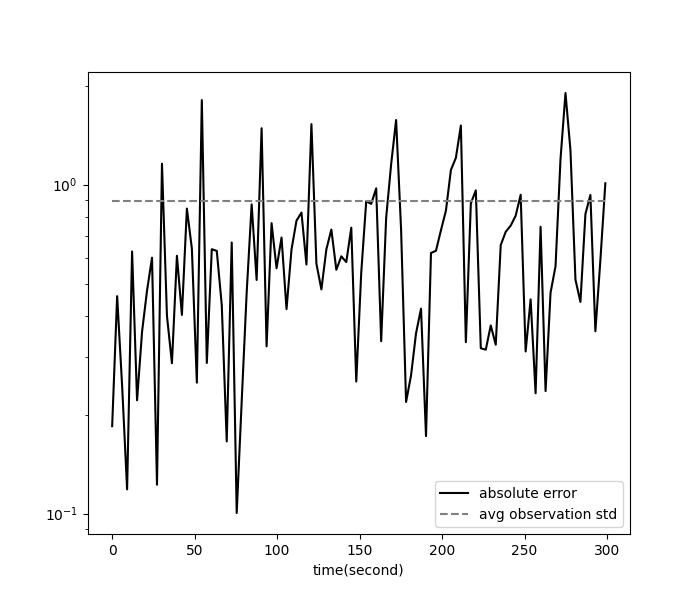 10⁰
10⁻¹
0 50 100 150 200 250 300
time(second)
absolute error
avg observation std